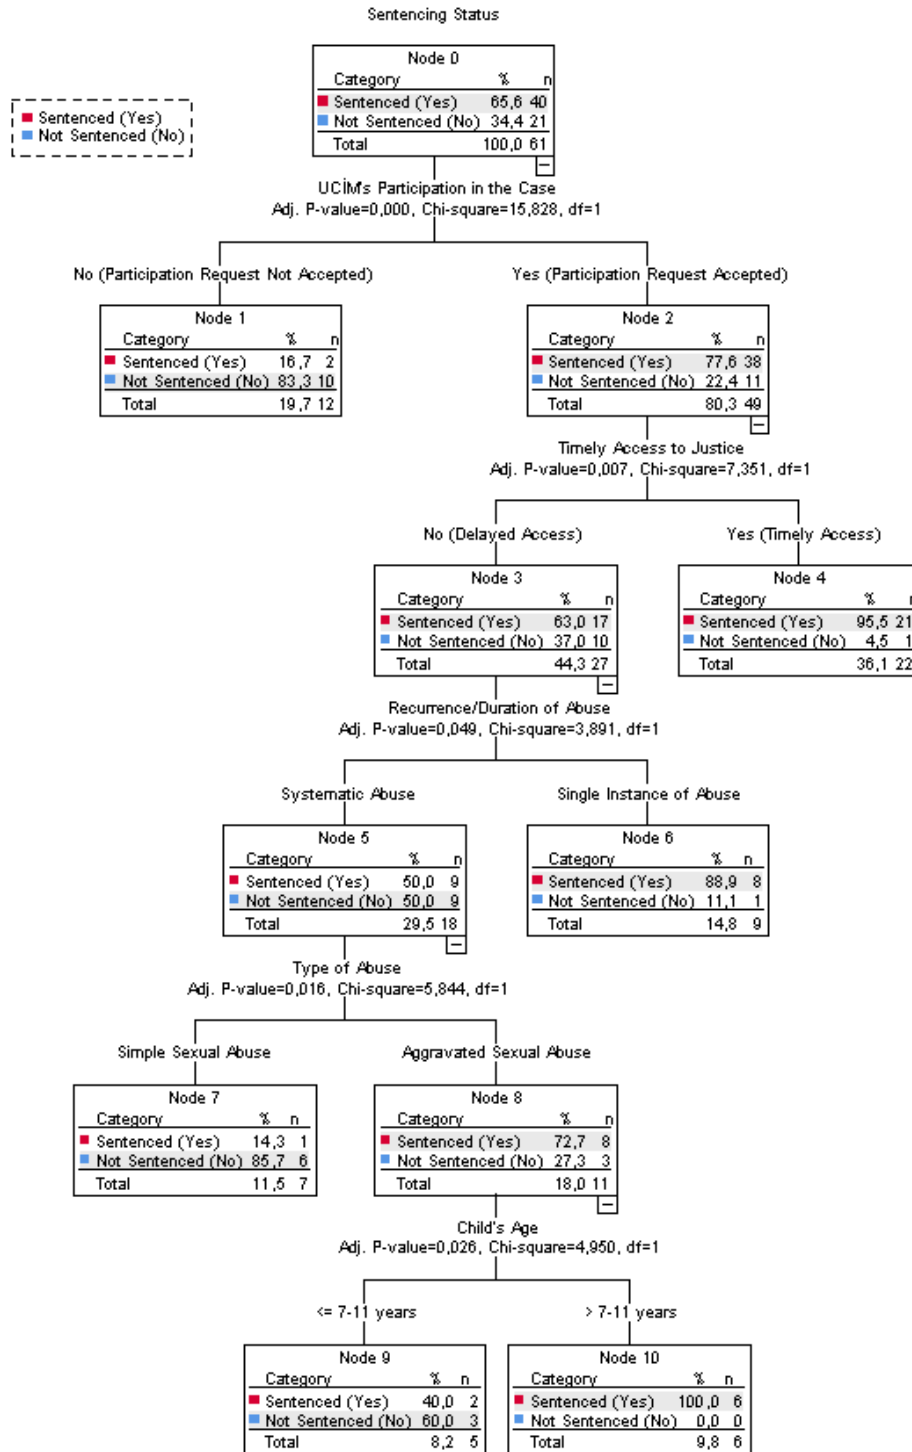 Sentencing Status
Node 0
Category % n
Sentenced (Yes) 65,6 40
Not Sentenced (No) 34,4 21
Total 100,0 61
Sentenced (Yes)
Not Sentenced (No)
UCİM's Participation in the Case
Adj. P-value=0,000, Chi-square=15,828, df=1
No (Participation Request Not Accepted)
Yes (Participation Request Accepted)
Node 1
Category % n
Sentenced (Yes) 16,7 2
Not Sentenced (No) 83,3 10
Total 19,7 12
Node 2
Category % n
Sentenced (Yes) 77,6 38
Not Sentenced (No) 22,4 11
Total 80,3 49
Timely Access to Justice
Adj. P-value=0,007, Chi-square=7,351, df=1
No (Delayed Access)
Yes (Timely Access)
Node 3
Category % n
Sentenced (Yes) 63,0 17
Not Sentenced (No) 37,0 10
Total 44,3 27
Node 4
Category % n
Sentenced (Yes) 95,5 21
Not Sentenced (No) 4,5 1
Total 36,1 22
Recurrence/Duration of Abuse
Adj. P-value=0,049, Chi-square=3,891, df=1
Systematic Abuse
Single Instance of Abuse
Node 5
Category % n
Sentenced (Yes) 50,0 9
Not Sentenced (No) 50,0 9
Total 29,5 18
Node 6
Category % n
Sentenced (Yes) 88,9 8
Not Sentenced (No) 11,1 1
Total 14,8 9
Type of Abuse
Adj. P-value=0,016, Chi-square=5,844, df=1
Simple Sexual Abuse
Aggravated Sexual Abuse
Node 7
Category % n
Sentenced (Yes) 14,3 1
Not Sentenced (No) 85,7 6
Total 11,5 7
Node 8
Category % n
Sentenced (Yes) 72,7 8
Not Sentenced (No) 27,3 3
Total 18,0 11
Child's Age
Adj. P-value=0,026, Chi-square=4,950, df=1
<= 7-11 years
> 7-11 years
Node 9
Category % n
Sentenced (Yes) 40,0 2
Not Sentenced (No) 60,0 3
Total 8,2 5
Node 10
Category % n
Sentenced (Yes) 100,0 6
Not Sentenced (No) 0,0 0
Total 9,8 6